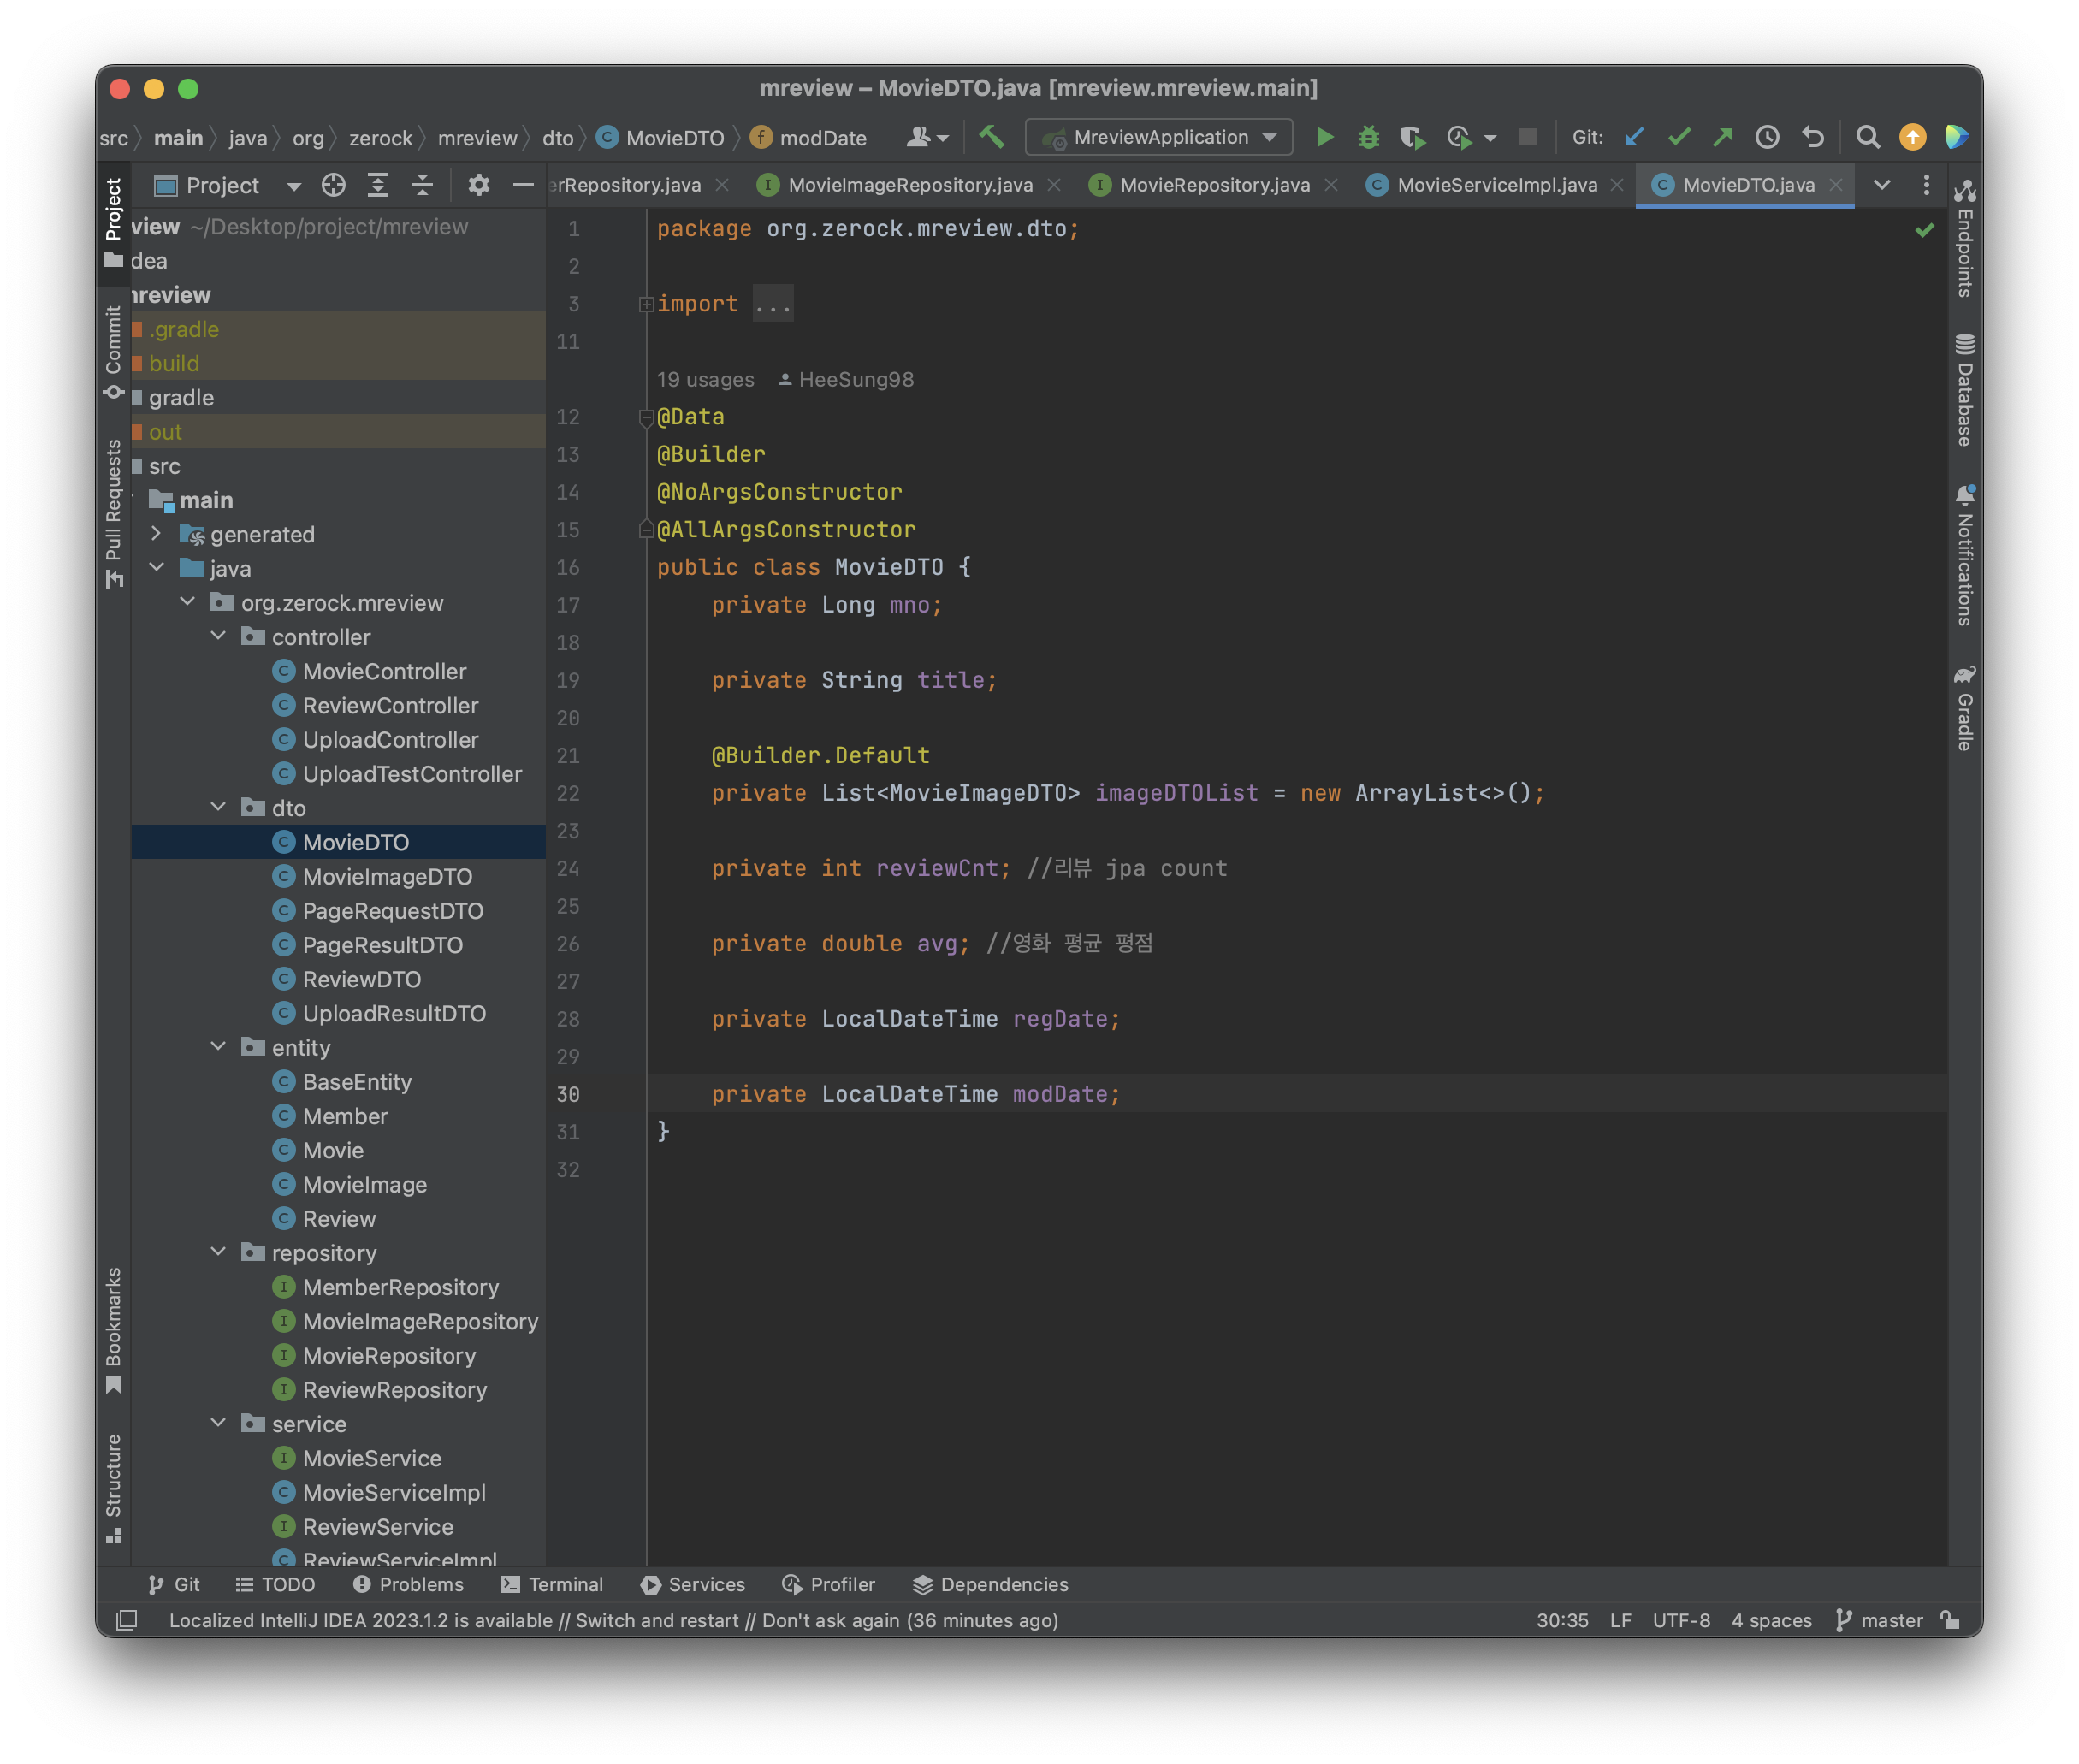 mreview – MovieDTO.java [mreview.mreview.main]
src main java org zerock mreview dto MovieDTO modDate MreviewApplication Git:
Project erRepository.java MovieImageRepository.java MovieRepository.java MovieServiceImpl.java MovieDTO.java
Project
Commit
Pull Requests
Bookmarks
Structure
view ~/Desktop/project/mreview
dea
mreview
.gradle
build
gradle
out
src
main
generated
java
org.zerock.mreview
controller
MovieController
ReviewController
UploadController
UploadTestController
dto
MovieDTO
MovieImageDTO
PageRequestDTO
PageResultDTO
ReviewDTO
UploadResultDTO
entity
BaseEntity
Member
Movie
MovieImage
Review
repository
MemberRepository
MovieImageRepository
MovieRepository
ReviewRepository
service
MovieService
MovieServiceImpl
ReviewService
ReviewServiceImpl
1 package org.zerock.mreview.dto;
2
3 import ...
11
19 usages HeeSung98
12 @Data
13 @Builder
14 @NoArgsConstructor
15 @AllArgsConstructor
16 public class MovieDTO {
17 private Long mno;
18
19 private String title;
20
21 @Builder.Default
22 private List<MovieImageDTO> imageDTOList = new ArrayList<>();
23
24 private int reviewCnt; //리뷰 jpa count
25
26 private double avg; //영화 평균 평점
27
28 private LocalDateTime regDate;
29
30 private LocalDateTime modDate;
31 }
32
Endpoints
Database
Notifications
Gradle
Git TODO Problems Terminal Services Profiler Dependencies
Localized IntelliJ IDEA 2023.1.2 is available // Switch and restart // Don't ask again (36 minutes ago) 30:35 LF UTF-8 4 spaces master